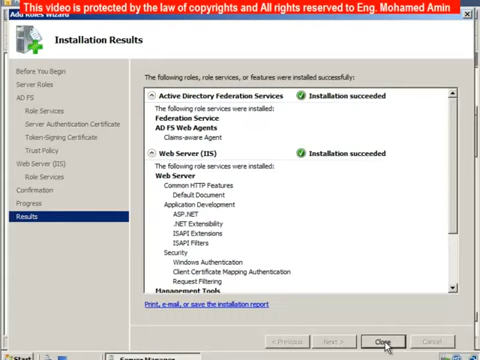 This video is protected by the law of copyrights and All rights reserved to Eng. Mohamed Amin
Add Roles Wizard
Installation Results
Before You Begin
Server Roles
AD FS
Role Services
Server Authentication Certificate
Token-Signing Certificate
Trust Policy
Web Server (IIS)
Role Services
Confirmation
Progress
Results
The following roles, role services, or features were installed successfully:
Active Directory Federation Services Installation succeeded
The following role services were installed:
Federation Service
AD FS Web Agents
Claims-aware Agent
Web Server (IIS) Installation succeeded
The following role services were installed:
Web Server
Common HTTP Features
Default Document
Application Development
ASP.NET
.NET Extensibility
ISAPI Extensions
ISAPI Filters
Security
Windows Authentication
Client Certificate Mapping Authentication
Request Filtering
Management Tools
Print, e-mail, or save the installation report
< Previous Next > Close Cancel
Start Server Manager